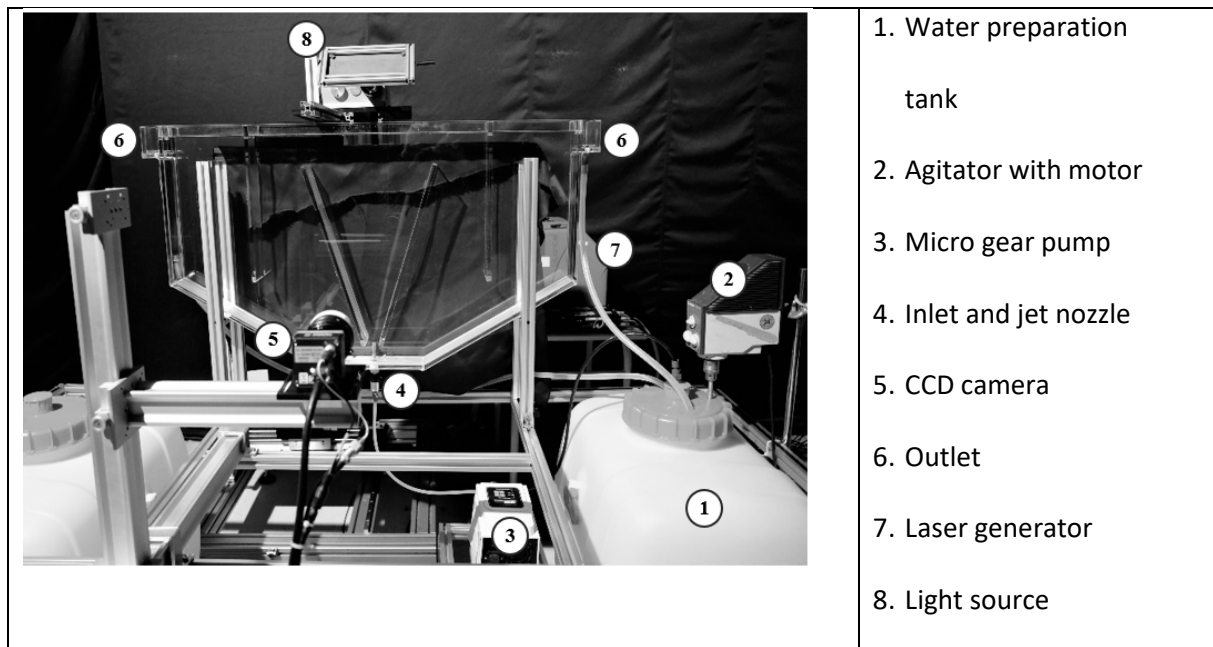 8
6
6
7
2
5
4
1
3
1. Water preparation
tank
2. Agitator with motor
3. Micro gear pump
4. Inlet and jet nozzle
5. CCD camera
6. Outlet
7. Laser generator
8. Light source